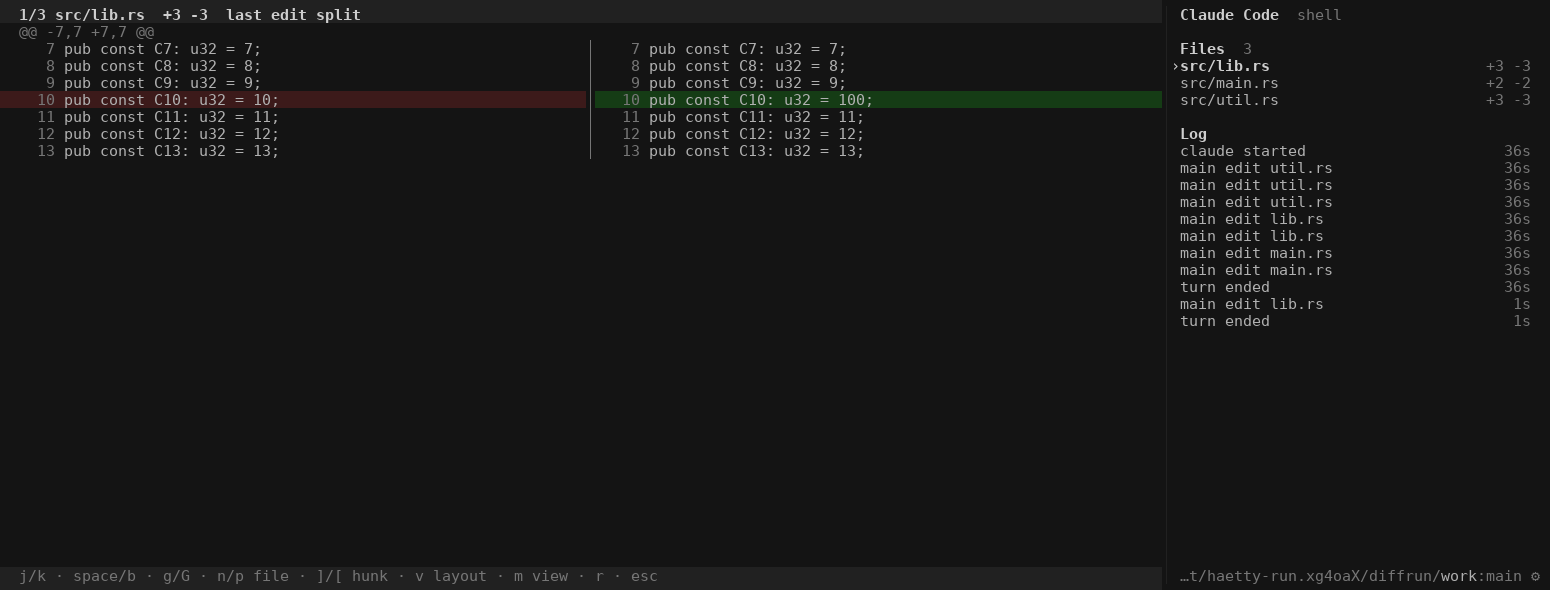 1/3 src/lib.rs  +3 -3  last edit split
@@ -7,7 +7,7 @@
7 pub const C7: u32 = 7;
8 pub const C8: u32 = 8;
9 pub const C9: u32 = 9;
10 pub const C10: u32 = 10;
11 pub const C11: u32 = 11;
12 pub const C12: u32 = 12;
13 pub const C13: u32 = 13;
7 pub const C7: u32 = 7;
8 pub const C8: u32 = 8;
9 pub const C9: u32 = 9;
10 pub const C10: u32 = 100;
11 pub const C11: u32 = 11;
12 pub const C12: u32 = 12;
13 pub const C13: u32 = 13;
j/k · space/b · g/G · n/p file · ]/[ hunk · v layout · m view · r · esc
Claude Code  shell
Files  3
›src/lib.rs +3 -3
src/main.rs +2 -2
src/util.rs +3 -3
Log
claude started 36s
main edit util.rs 36s
main edit util.rs 36s
main edit util.rs 36s
main edit lib.rs 36s
main edit lib.rs 36s
main edit main.rs 36s
main edit main.rs 36s
turn ended 36s
main edit lib.rs 1s
turn ended 1s
…t/haetty-run.xg4oaX/diffrun/work:main ⚙